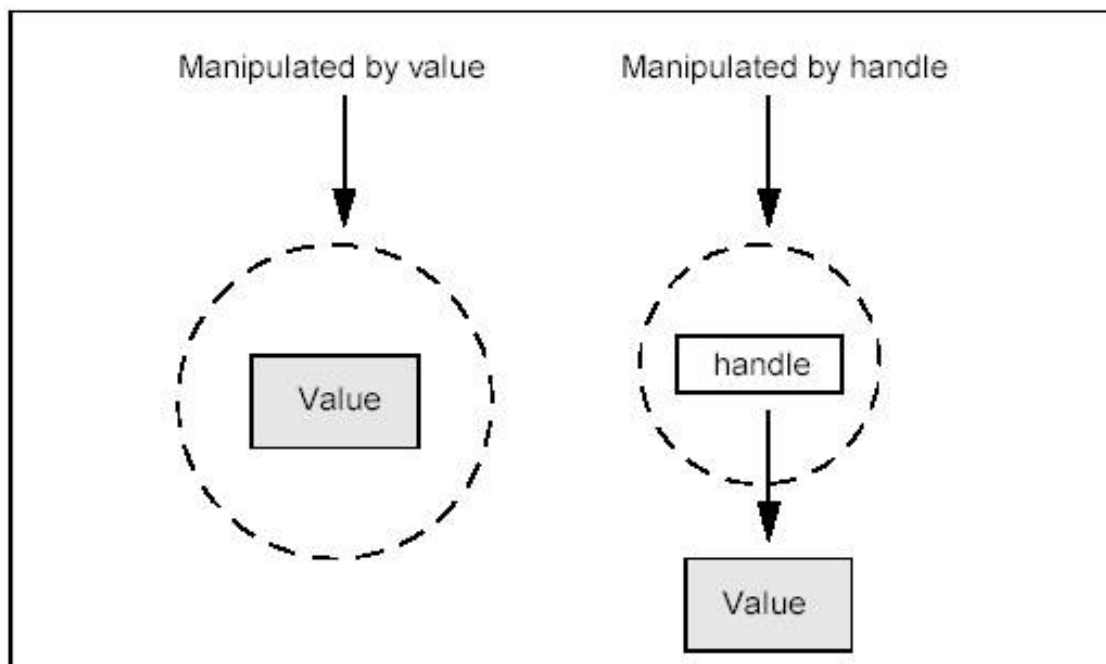 Manipulated by value
Manipulated by handle
Value
handle
Value